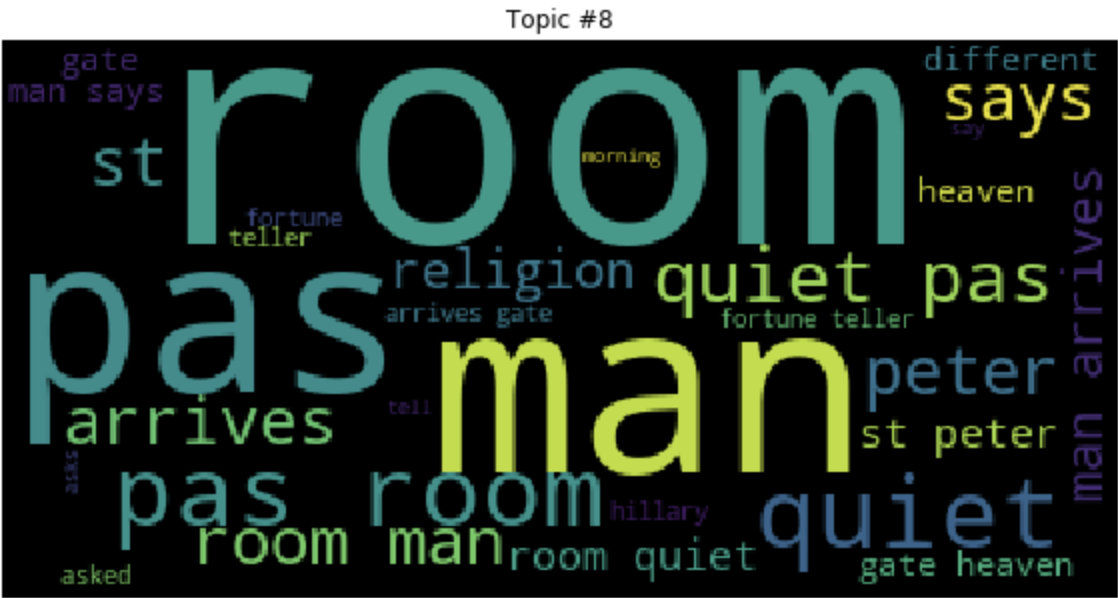 Topic #8
gate
different
man says
room
says
say
st
morning
heaven
man arrives
fortune
teller
religion
quiet pas
pas
arrives gate
fortune teller
man
peter
arrives
tell
st peter
asks
pas room
hillary
quiet
room man
room quiet
gate heaven
asked